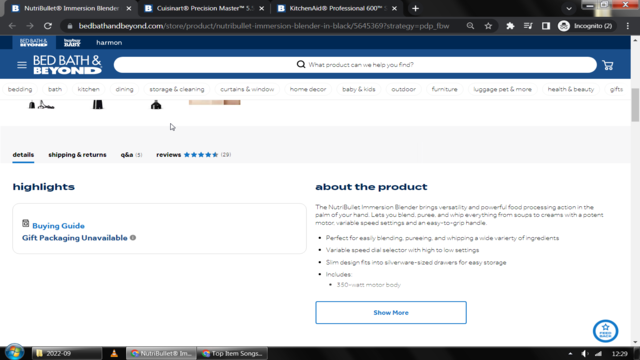 NutriBullet® Immersion Blender
Cuisinart® Precision Master™ 5.5
KitchenAid® Professional 600™ 5
bedbathandbeyond.com/store/product/nutribullet-immersion-blender-in-black/5645369?strategy=pdp_fbw
Incognito (2)
BED BATH & BEYOND
buybuy BABY
harmon
BED BATH &
BEYOND
What product can we help you find?
bedding bath kitchen dining storage & cleaning curtains & window home decor baby & kids outdoor furniture luggage pet & more health & beauty gifts
details shipping & returns q&a (5) reviews (29)
highlights
Buying Guide
Gift Packaging Unavailable
about the product
The NutriBullet Immersion Blender brings versatility and powerful food processing action in the
palm of your hand. Lets you blend, puree, and whip everything from soups to creams with a potent
motor, variable speed settings and an easy-to-grip handle.
• Perfect for easily blending, pureeing, and whipping a wide varierty of ingredients
• Variable speed dial selector with high to low settings
• Slim design fits into silverware-sized drawers for easy storage
• Includes:
• 350-watt motor body
Show More
FEED
BACK
2022-09
NutriBullet® Im...
Top Item Songs...
12:29